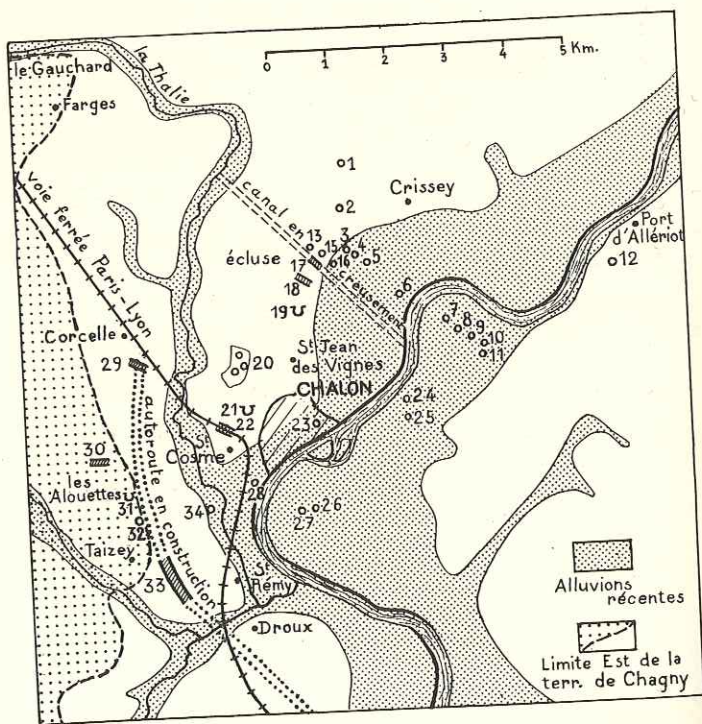 0 1 2 3 4 5 Km.
le Gauchard
la Thalie
Farges
voie ferrée Paris-Lyon
1
Crissey
2
canal en creusement
Port
d'Allériot
12
13
15
3
4
5
16
écluse
17
18
19
6
7
8
9
10
11
Corcelle
29
20
St Jean
des Vignes
CHALON
24
25
21
22
23
St
Cosme
autoroute en construction
30
les
Alouettes
31
32
Taizey
33
34
28
27
26
St
Rémy
Droux
Alluvions
récentes
Limite Est de la
terr. de Chagny